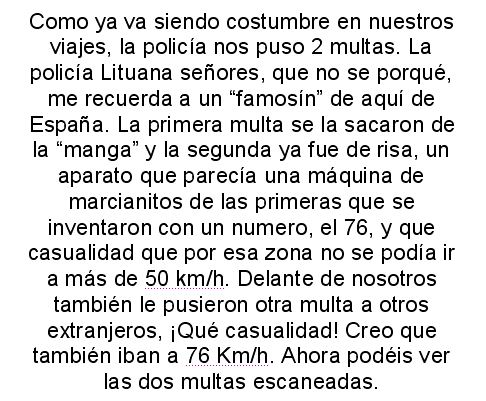 Como ya va siendo costumbre en nuestros
viajes, la policía nos puso 2 multas. La
policía Lituana señores, que no se porqué,
me recuerda a un “famosín” de aquí de
España. La primera multa se la sacaron de
la “manga” y la segunda ya fue de risa, un
aparato que parecía una máquina de
marcianitos de las primeras que se
inventaron con un numero, el 76, y que
casualidad que por esa zona no se podía ir
a más de 50 km/h. Delante de nosotros
también le pusieron otra multa a otros
extranjeros, ¡Qué casualidad! Creo que
también iban a 76 Km/h. Ahora podéis ver
las dos multas escaneadas.